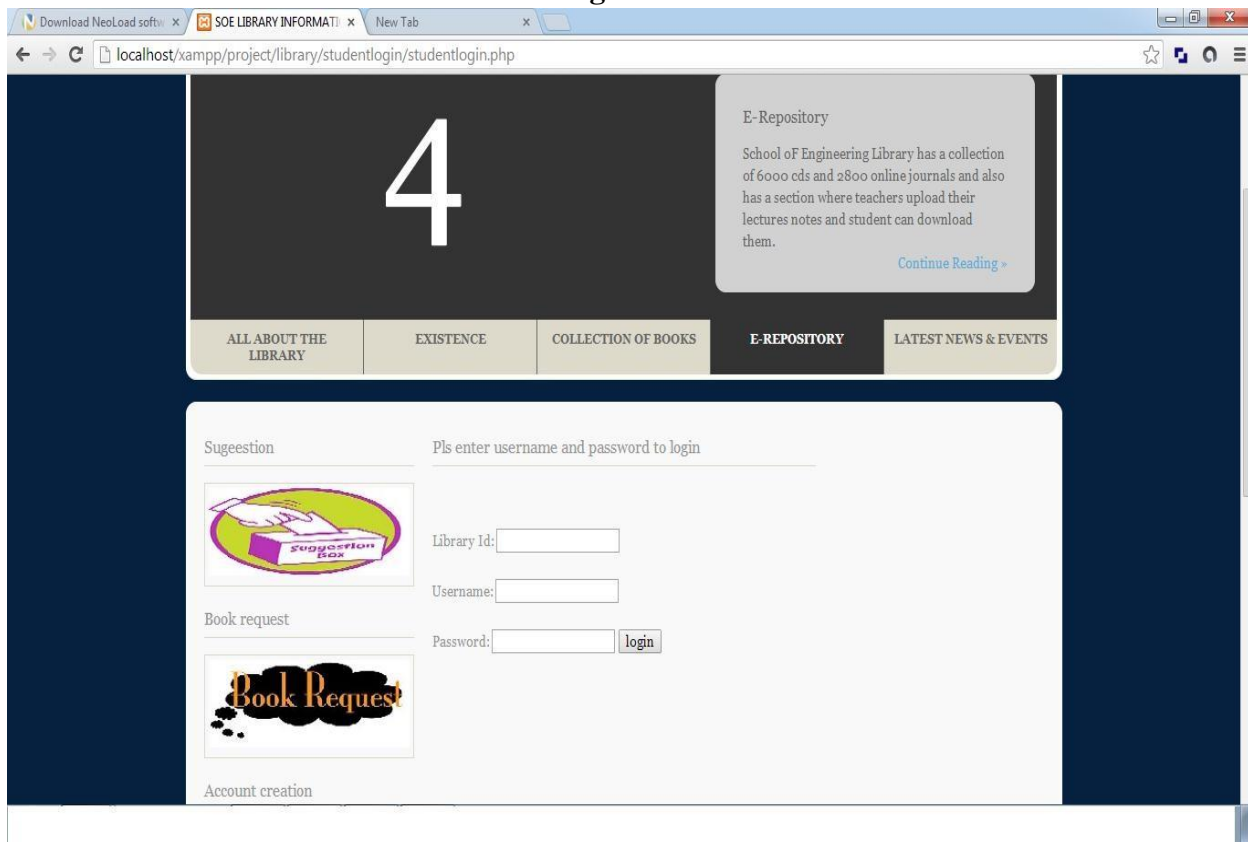 Download NeoLoad softw
SOE LIBRARY INFORMATI
New Tab
localhost/xampp/project/library/studentlogin/studentlogin.php
4
E-Repository
School oF Engineering Library has a collection
of 6000 cds and 2800 online journals and also
has a section where teachers upload their
lectures notes and student can download
them.
Continue Reading »
ALL ABOUT THE
LIBRARY
EXISTENCE
COLLECTION OF BOOKS
E-REPOSITORY
LATEST NEWS & EVENTS
Sugeestion
Pls enter username and password to login
Suggestion
Box
Library Id:
Username:
Book request
Password:
login
Book Request
Account creation